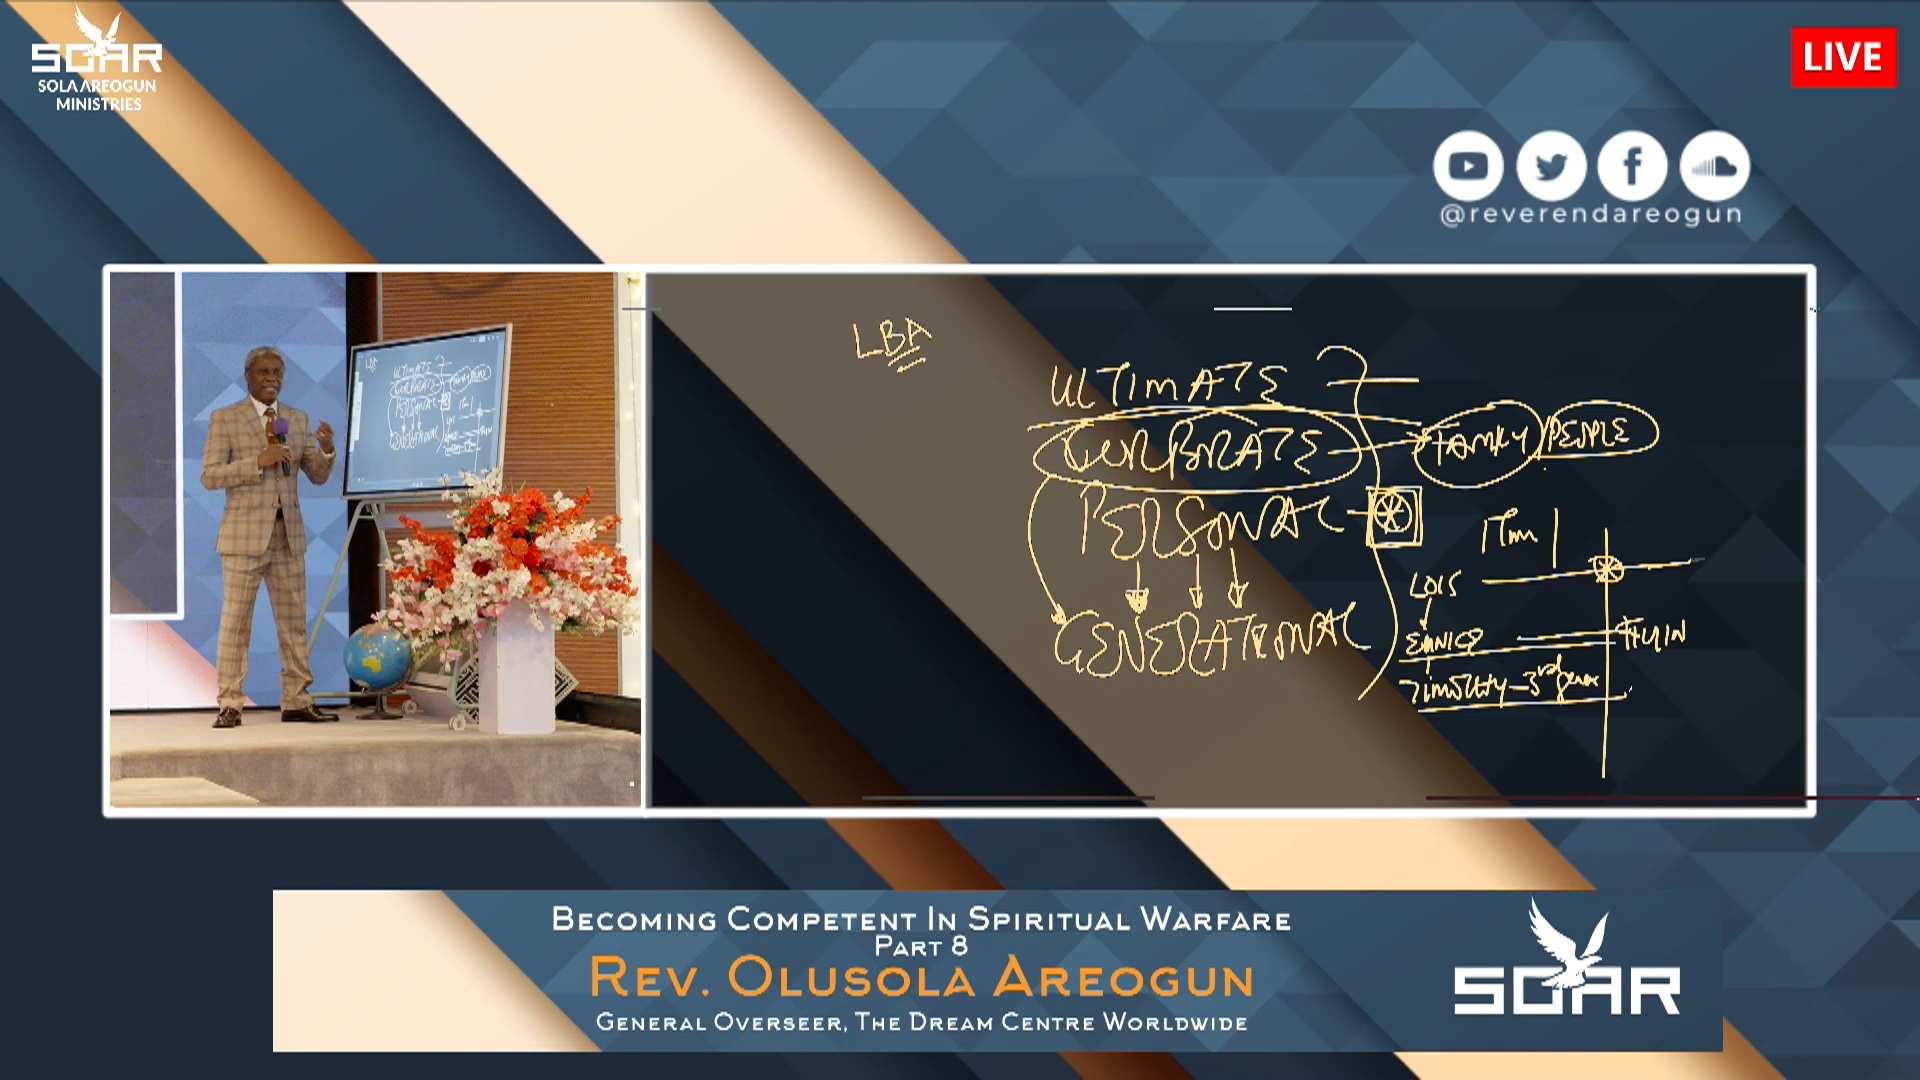 SOAR
SOLA AREOGUN
MINISTRIES
LIVE
@reverendareogun
LBA
ULTIMATE
CORPORATE
FAMILY/PEOPLE
PERSONAL
1Tim 1
LOIS
GENERATIONAL
EUNICE
Timothy-3rd
BECOMING COMPETENT IN SPIRITUAL WARFARE
PART 8
REV. OLUSOLA AREOGUN
GENERAL OVERSEER, THE DREAM CENTRE WORLDWIDE
SOAR